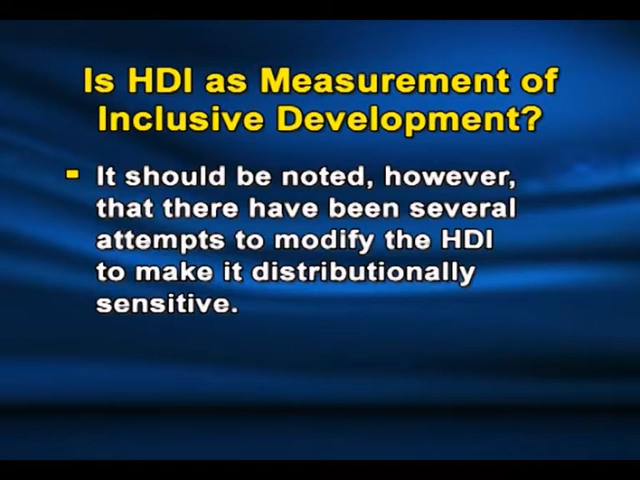 Is HDI as Measurement of
Inclusive Development?
It should be noted, however,
that there have been several
attempts to modify the HDI
to make it distributionally
sensitive.